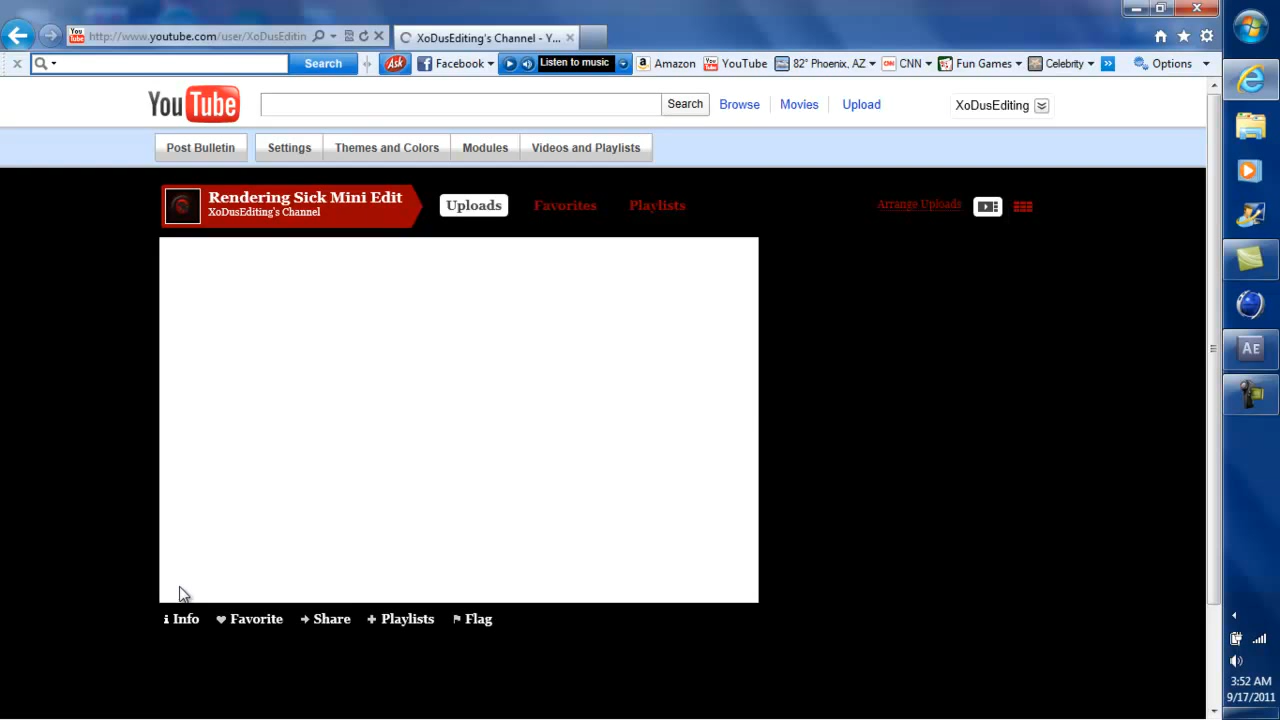 http://www.youtube.com/user/XoDusEditin
XoDusEditing's Channel - Y...
Search
Ask
Facebook
Listen to music
Amazon
YouTube
82° Phoenix, AZ
CNN
Fun Games
Celebrity
Options
YouTube
Search
Browse
Movies
Upload
XoDusEditing
Post Bulletin
Settings
Themes and Colors
Modules
Videos and Playlists
Rendering Sick Mini Edit
XoDusEditing's Channel
Uploads
Favorites
Playlists
Arrange Uploads
Info
Favorite
Share
Playlists
Flag
AE
3:52 AM
9/17/2011